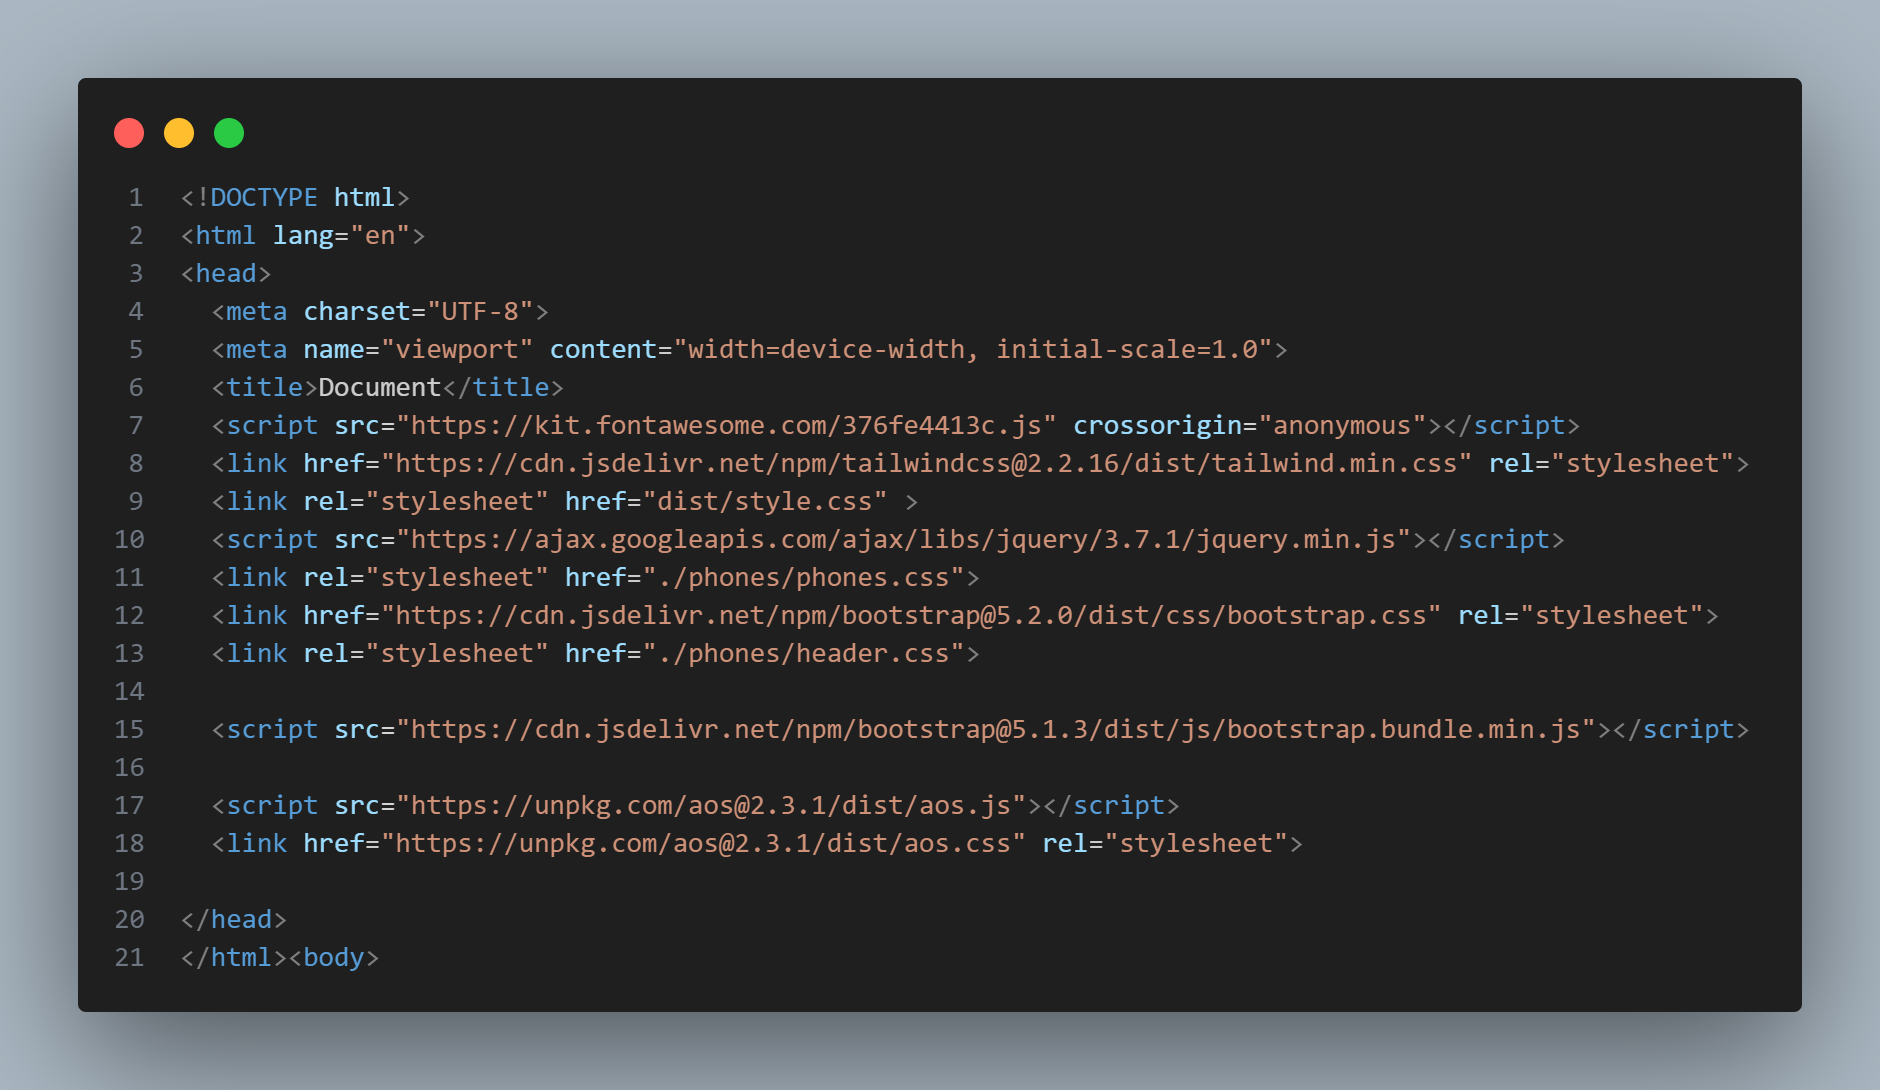 1 <!DOCTYPE html>
2 <html lang="en">
3 <head>
4   <meta charset="UTF-8">
5   <meta name="viewport" content="width=device-width, initial-scale=1.0">
6   <title>Document</title>
7   <script src="https://kit.fontawesome.com/376fe4413c.js" crossorigin="anonymous"></script>
8   <link href="https://cdn.jsdelivr.net/npm/tailwindcss@2.2.16/dist/tailwind.min.css" rel="stylesheet">
9   <link rel="stylesheet" href="dist/style.css" >
10   <script src="https://ajax.googleapis.com/ajax/libs/jquery/3.7.1/jquery.min.js"></script>
11   <link rel="stylesheet" href="./phones/phones.css">
12   <link href="https://cdn.jsdelivr.net/npm/bootstrap@5.2.0/dist/css/bootstrap.css" rel="stylesheet">
13   <link rel="stylesheet" href="./phones/header.css">
14
15   <script src="https://cdn.jsdelivr.net/npm/bootstrap@5.1.3/dist/js/bootstrap.bundle.min.js"></script>
16
17   <script src="https://unpkg.com/aos@2.3.1/dist/aos.js"></script>
18   <link href="https://unpkg.com/aos@2.3.1/dist/aos.css" rel="stylesheet">
19
20 </head>
21 </html><body>